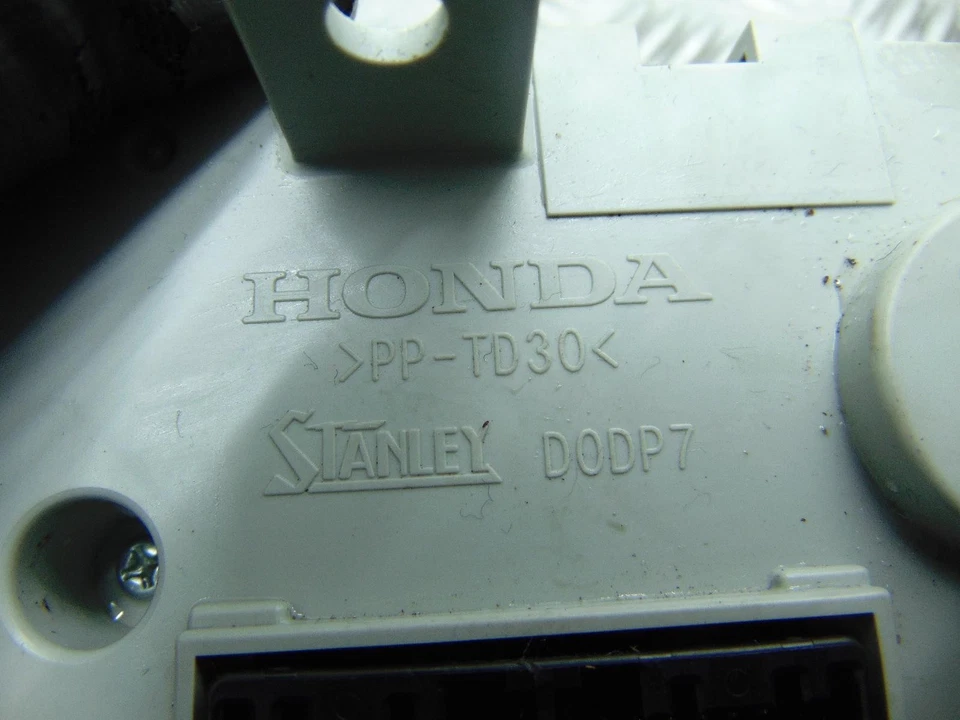 HONDA
>PP-TD30<
STANLEY D0DP7